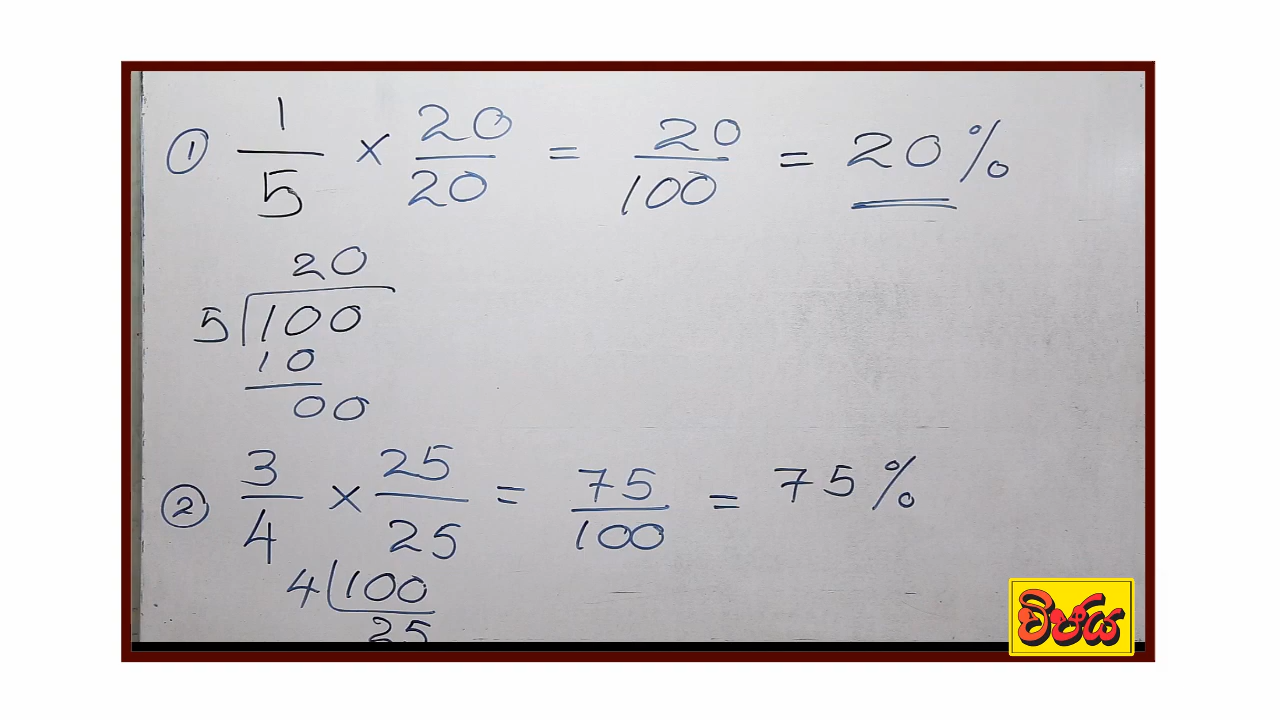 ① 1/5 × 20/20 = 20/100 = 20 %
20
5 100
10
00
② 3/4 × 25/25 = 75/100 = 75 %
4 100
25
විජය